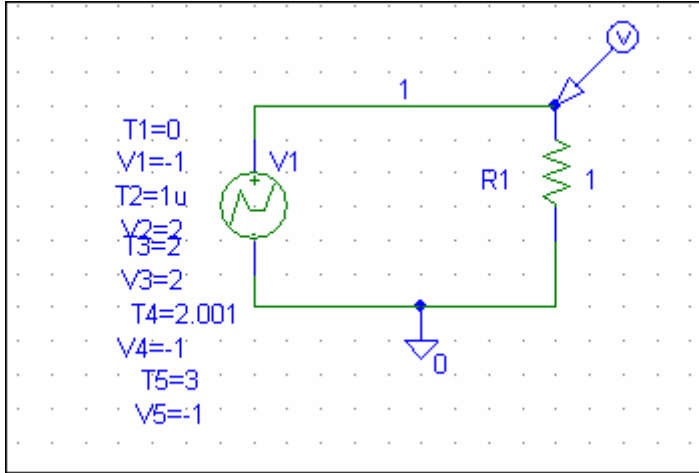 V
1
T1=0
V1=-1
V1
T2=1u
R1
1
V2=2
T3=2
V3=2
T4=2.001
V4=-1
0
T5=3
V5=-1